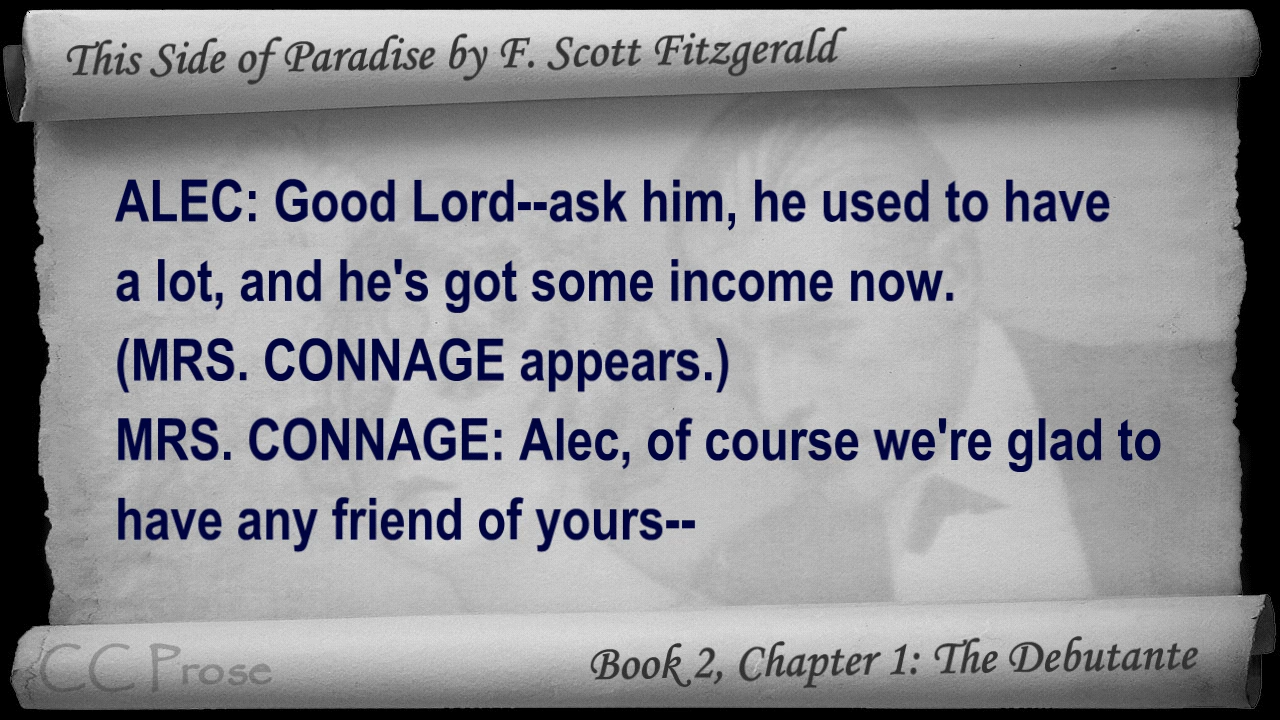 This Side of Paradise by F. Scott Fitzgerald
ALEC: Good Lord--ask him, he used to have
a lot, and he's got some income now.
(MRS. CONNAGE appears.)
MRS. CONNAGE: Alec, of course we're glad to
have any friend of yours--
CC Prose
Book 2, Chapter 1: The Debutante